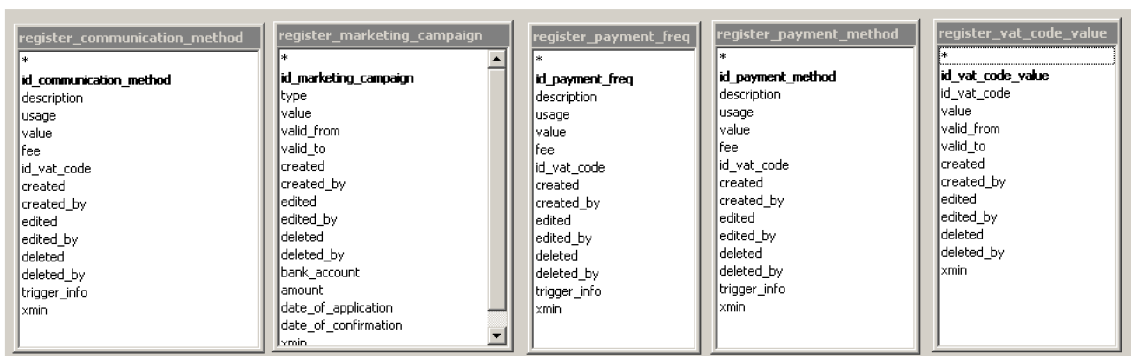 register_communication_method
*
id_communication_method
description
usage
value
fee
id_vat_code
created
created_by
edited
edited_by
deleted
deleted_by
trigger_info
xmin
register_marketing_campaign
*
id_marketing_campaign
type
value
valid_from
valid_to
created
created_by
edited
edited_by
deleted
deleted_by
bank_account
amount
date_of_application
date_of_confirmation
xmin
register_payment_freq
*
id_payment_freq
description
usage
value
fee
id_vat_code
created
created_by
edited
edited_by
deleted
deleted_by
trigger_info
xmin
register_payment_method
*
id_payment_method
description
usage
value
fee
id_vat_code
created
created_by
edited
edited_by
deleted
deleted_by
trigger_info
xmin
register_vat_code_value
*
id_vat_code_value
id_vat_code
value
valid_from
valid_to
created
created_by
edited
edited_by
deleted
deleted_by
xmin